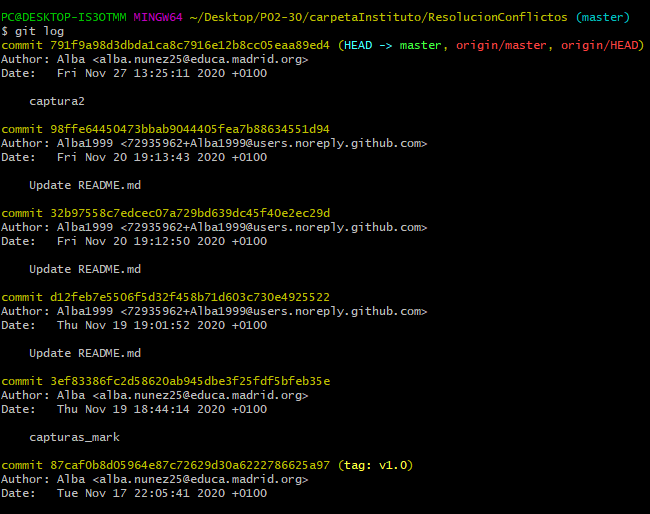 PC@DESKTOP-IS3OTMM MINGW64 ~/Desktop/PO2-30/carpetaInstituto/ResolucionConflictos (master)
$ git log
commit 791f9a98d3dbda1ca8c7916e12b8cc05eaa89ed4 (HEAD -> master, origin/master, origin/HEAD)
Author: Alba <alba.nunez25@educa.madrid.org>
Date:   Fri Nov 27 13:25:11 2020 +0100
captura2
commit 98ffe64450473bbab9044405fea7b88634551d94
Author: Alba1999 <72935962+Alba1999@users.noreply.github.com>
Date:   Fri Nov 20 19:13:43 2020 +0100
Update README.md
commit 32b97558c7edcec07a729bd639dc45f40e2ec29d
Author: Alba1999 <72935962+Alba1999@users.noreply.github.com>
Date:   Fri Nov 20 19:12:50 2020 +0100
Update README.md
commit d12feb7e5506f5d32f458b71d603c730e4925522
Author: Alba1999 <72935962+Alba1999@users.noreply.github.com>
Date:   Thu Nov 19 19:01:52 2020 +0100
Update README.md
commit 3ef83386fc2d58620ab945dbe3f25fdf5bfeb35e
Author: Alba <alba.nunez25@educa.madrid.org>
Date:   Thu Nov 19 18:44:14 2020 +0100
capturas_mark
commit 87caf0b8d05964e87c72629d30a6222786625a97 (tag: v1.0)
Author: Alba <alba.nunez25@educa.madrid.org>
Date:   Tue Nov 17 22:05:41 2020 +0100